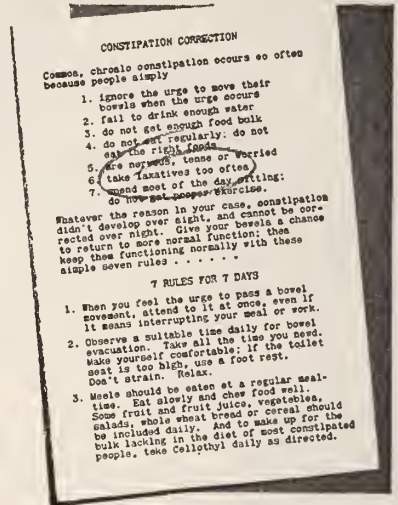 CONSTIPATION CORRECTION
Common, chronic constipation occurs so often
because people simply
1. ignore the urge to move their
bowls when the urge occurs
2. fail to drink enough water
3. do not get enough food bulk
4. do not eat regularly; do not
eat the right foods
5. are nervous, tense or worried
6. take laxatives too often
7. spend most of the day sitting;
do not get proper exercise.
Whatever the reason in your case, constipation
didn't develop over night, and cannot be cor-
rected over night. Give your bowels a chance
to return to more normal function; then
keep them functioning normally with these
simple seven rules . . . . . .
7 RULES FOR 7 DAYS
1. When you feel the urge to pass a bowel
movement, attend to it at once, even if
it means interrupting your meal or work.
2. Observe a suitable time daily for bowel
evacuation. Take all the time you need.
Make yourself comfortable; if the toilet
seat is too high, use a foot rest.
Don't strain. Relax.
3. Meals should be eaten at a regular meal-
time. Eat slowly and chew food well.
Some fruit and fruit juice, vegetables,
salads, whole wheat bread or cereal should
be included daily. And to make up for the
bulk lacking in the diet of most constipated
people, take Cellothyl daily as directed.